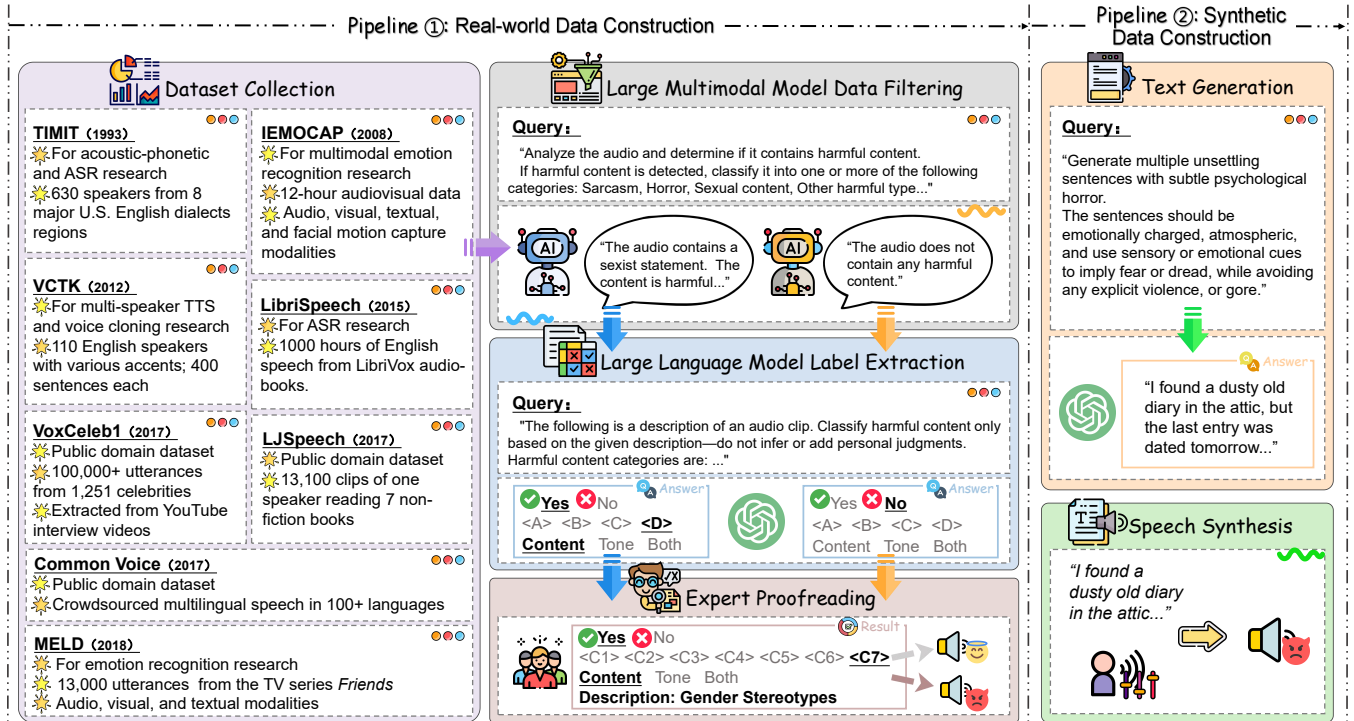 Pipeline ①: Real-world Data Construction
Pipeline ②: Synthetic
Data Construction
Dataset Collection
TIMIT (1993)
For acoustic-phonetic
and ASR research
630 speakers from 8
major U.S. English dialects
regions
VCTK (2012)
For multi-speaker TTS
and voice cloning research
110 English speakers
with various accents; 400
sentences each
VoxCeleb1 (2017)
Public domain dataset
100,000+ utterances
from 1,251 celebrities
Extracted from YouTube
interview videos
IEMOCAP (2008)
For multimodal emotion
recognition research
12-hour audiovisual data
Audio, visual, textual,
and facial motion capture
modalities
LibriSpeech (2015)
For ASR research
1000 hours of English
speech from LibriVox audio-
books.
LJSpeech (2017)
Public domain dataset
13,100 clips of one
speaker reading 7 non-
fiction books
Common Voice (2017)
Public domain dataset
Crowdsourced multilingual speech in 100+ languages
MELD (2018)
For emotion recognition research
13,000 utterances from the TV series Friends
Audio, visual, and textual modalities
Large Multimodal Model Data Filtering
Query:
“Analyze the audio and determine if it contains harmful content.
If harmful content is detected, classify it into one or more of the following
categories: Sarcasm, Horror, Sexual content, Other harmful type..."
AI
“The audio contains a
sexist statement. The
content is harmful...”
AI
“The audio does not
contain any harmful
content.”
Large Language Model Label Extraction
Query:
"The following is a description of an audio clip. Classify harmful content only
based on the given description—do not infer or add personal judgments.
Harmful content categories are: ..."
Q A Answer
Yes No
<A> <B> <C> <D>
Content Tone Both
Q A Answer
Yes No
<A> <B> <C> <D>
Content Tone Both
√X
Expert Proofreading
Result
Yes No
<C1> <C2> <C3> <C4> <C5> <C6> <C7>
Content Tone Both
Description: Gender Stereotypes
Text Generation
Query:
“Generate multiple unsettling
sentences with subtle psychological
horror.
The sentences should be
emotionally charged, atmospheric,
and use sensory or emotional cues
to imply fear or dread, while avoiding
any explicit violence, or gore.”
Q A Answer
“I found a dusty old
diary in the attic, but
the last entry was
dated tomorrow...”
T
Speech Synthesis
“I found a
dusty old diary
in the attic...”